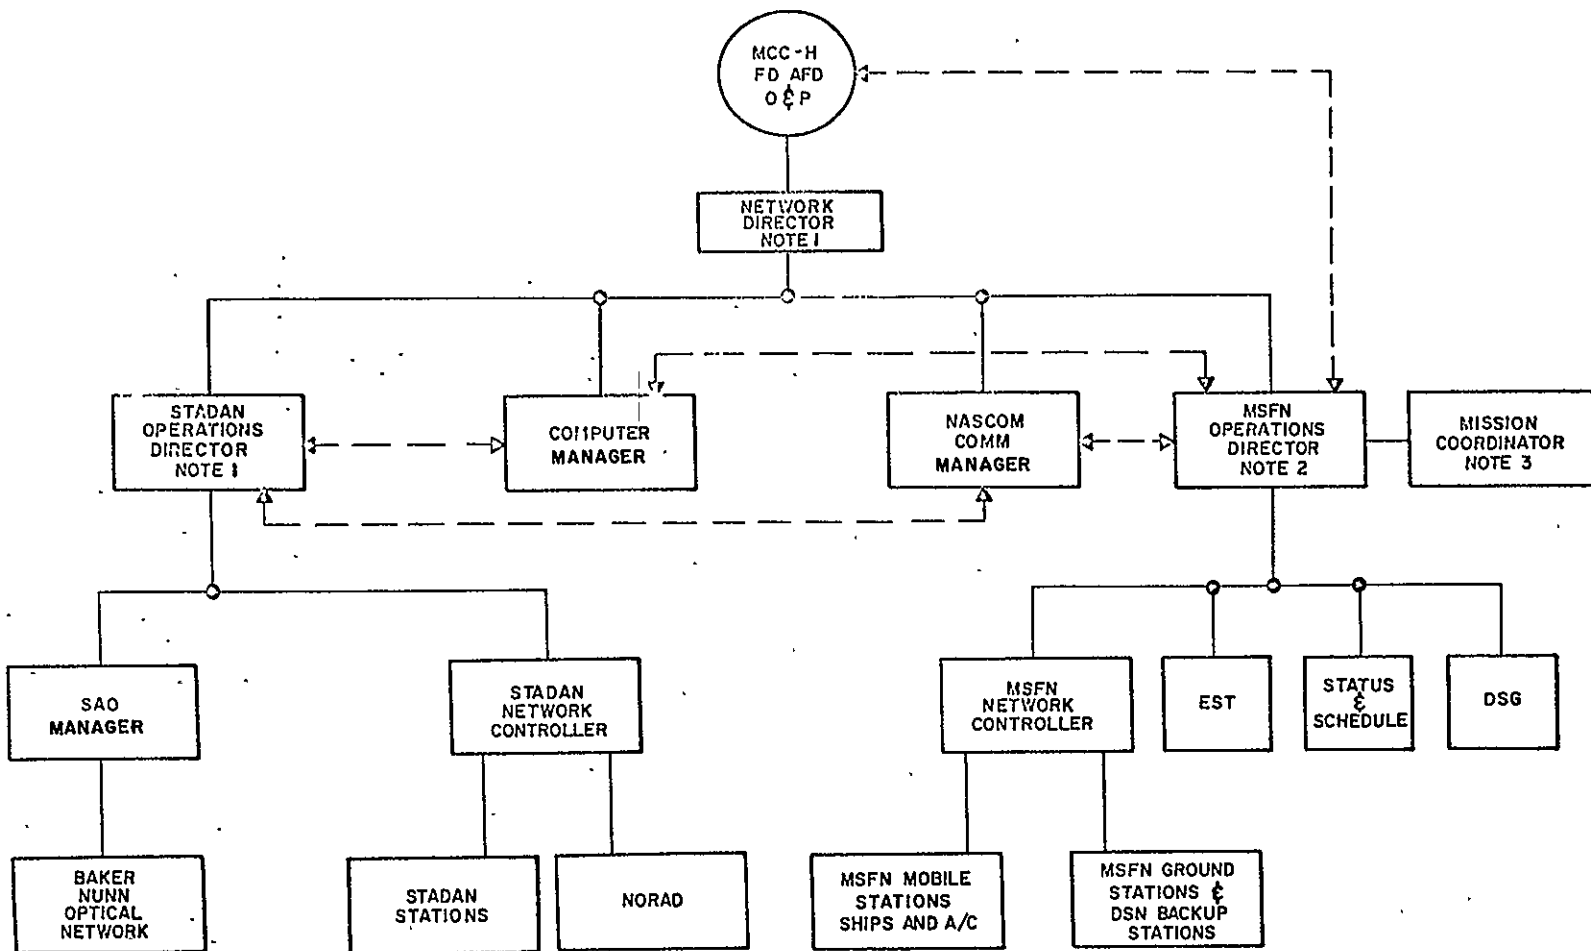 MCC-H
FD AFD
O & P
NETWORK
DIRECTOR
NOTE 1
STADAN
OPERATIONS
DIRECTOR
NOTE 1
COMPUTER
MANAGER
NASCOM
COMM
MANAGER
MSFN
OPERATIONS
DIRECTOR
NOTE 2
MISSION
COORDINATOR
NOTE 3
SAO
MANAGER
STADAN
NETWORK
CONTROLLER
MSFN
NETWORK
CONTROLLER
EST
STATUS
&
SCHEDULE
DSG
BAKER
NUNN
OPTICAL
NETWORK
STADAN
STATIONS
NORAD
MSFN MOBILE
STATIONS
SHIPS AND A/C
MSFN GROUND
STATIONS &
DSN BACKUP
STATIONS